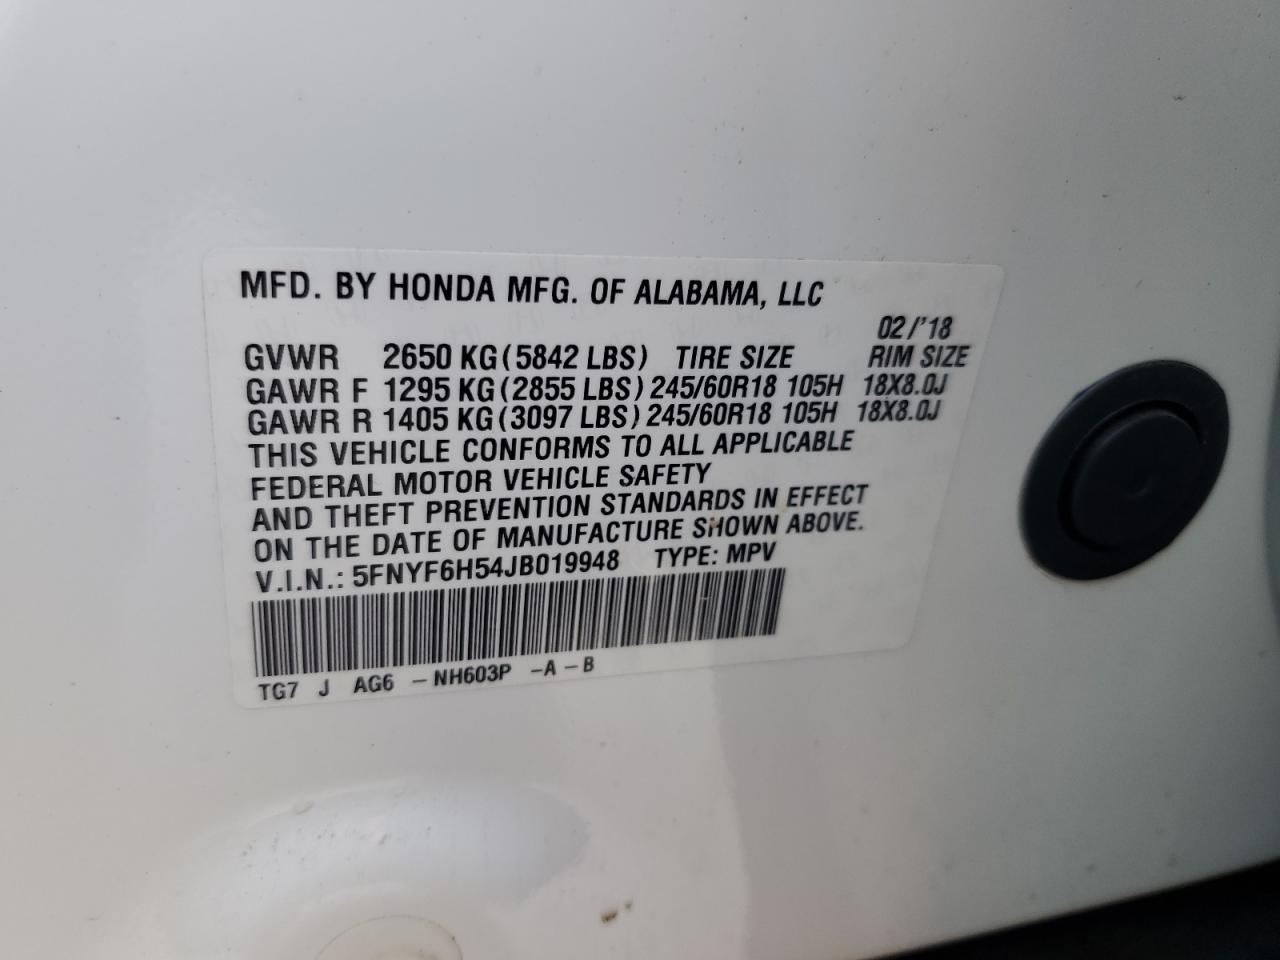 MFD. BY HONDA MFG. OF ALABAMA, LLC
02/'18
GVWR 2650 KG(5842 LBS) TIRE SIZE RIM SIZE
GAWR F 1295 KG(2855 LBS) 245/60R18 105H 18X8.0J
GAWR R 1405 KG(3097 LBS) 245/60R18 105H 18X8.0J
THIS VEHICLE CONFORMS TO ALL APPLICABLE
FEDERAL MOTOR VEHICLE SAFETY
AND THEFT PREVENTION STANDARDS IN EFFECT
ON THE DATE OF MANUFACTURE SHOWN ABOVE.
V.I.N.: 5FNYF6H54JB019948 TYPE: MPV
TG7 J AG6 -NH603P -A-B